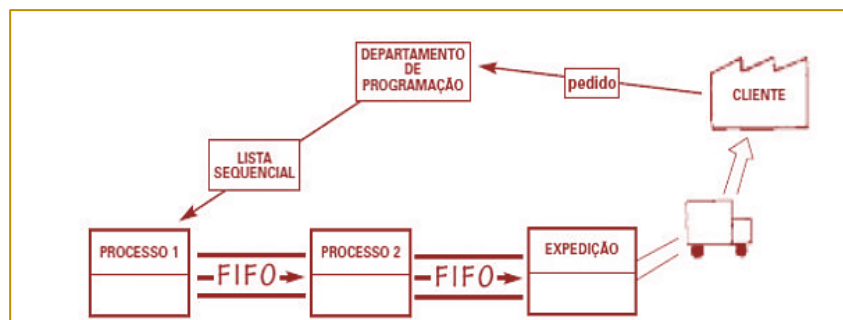 DEPARTAMENTO
DE
PROGRAMAÇÃO
pedido
CLIENTE
LISTA
SEQUENCIAL
PROCESSO 1
FIFO
PROCESSO 2
FIFO
EXPEDIÇÃO